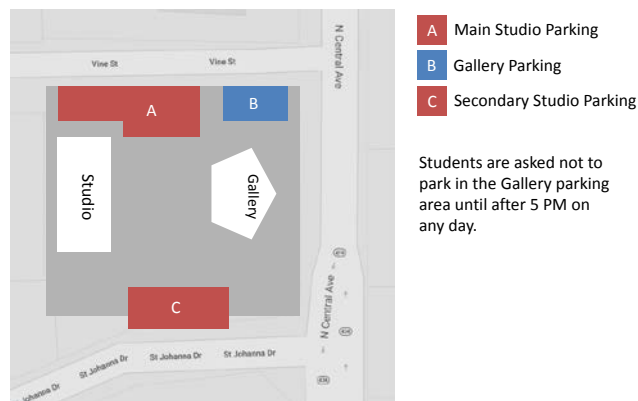 Vine St
Vine St
N Central Ave
A
B
Studio
Gallery
C
N Central Ave
St Johanna Dr
St Johanna Dr
St Johanna Dr
Johanna Dr
A Main Studio Parking
B Gallery Parking
C Secondary Studio Parking
Students are asked not to
park in the Gallery parking
area until after 5 PM on
any day.